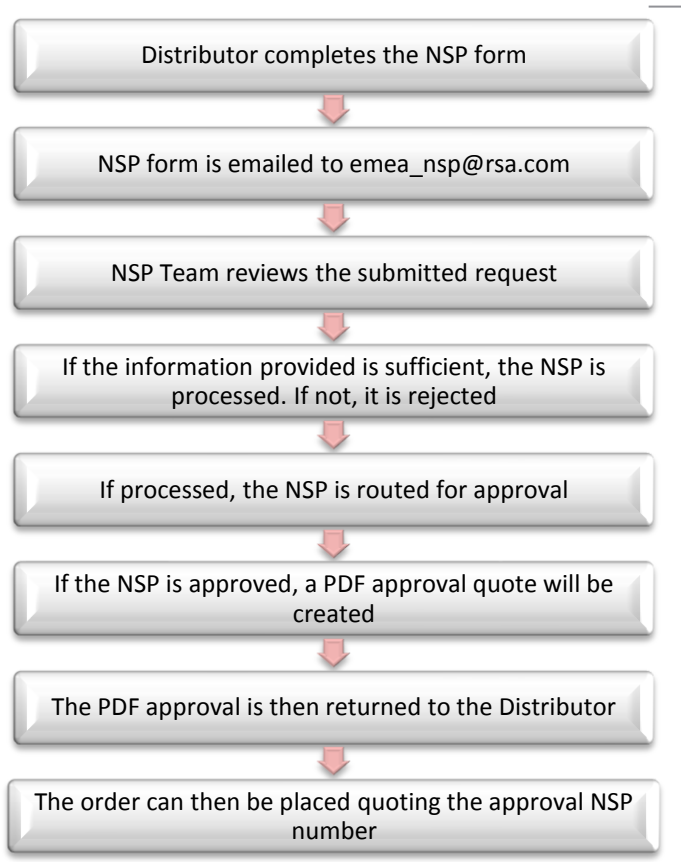 Distributor completes the NSP form
NSP form is emailed to emea_nsp@rsa.com
NSP Team reviews the submitted request
If the information provided is sufficient, the NSP is
processed. If not, it is rejected
If processed, the NSP is routed for approval
If the NSP is approved, a PDF approval quote will be
created
The PDF approval is then returned to the Distributor
The order can then be placed quoting the approval NSP
number